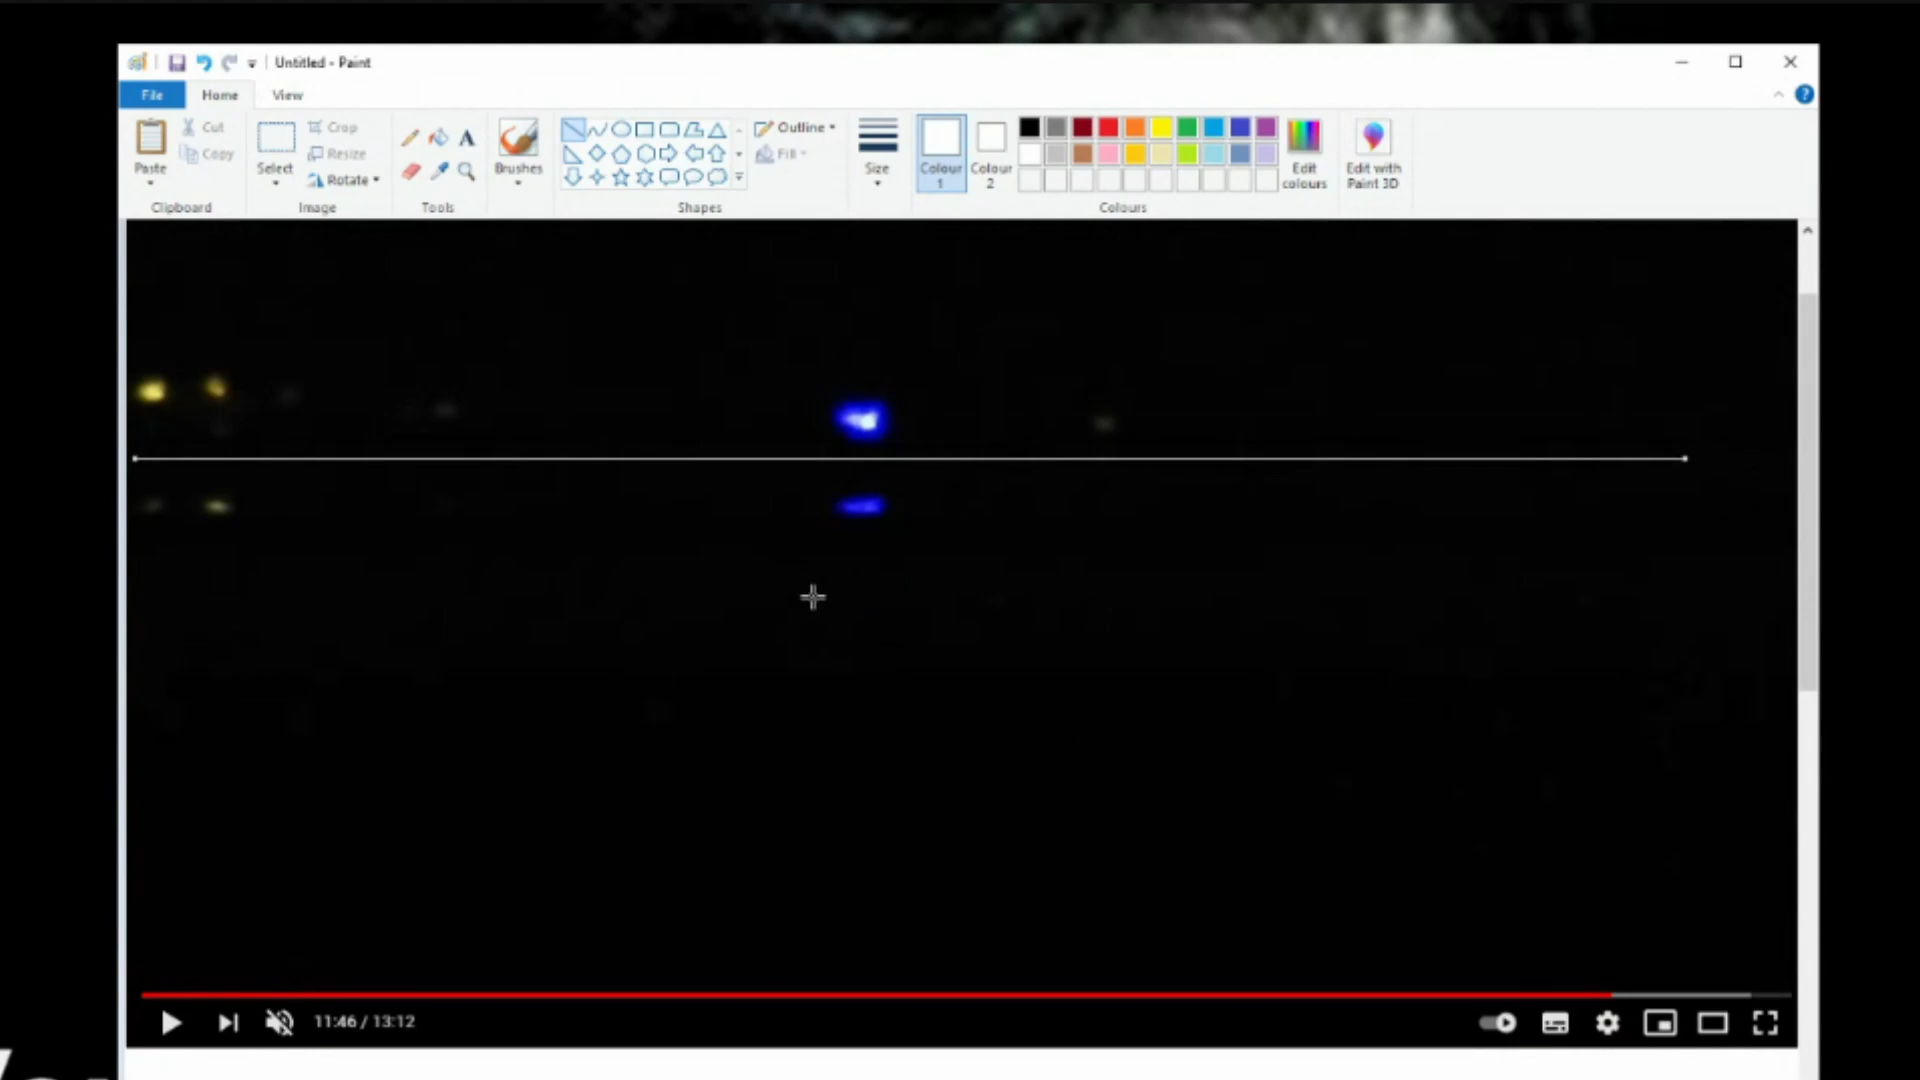 Untitled - Paint
File Home View
Cut Crop Outline
Copy Resize Fill
Paste Select Rotate Brushes Size Colour 1 Colour 2 Edit colours Edit with Paint 3D
Clipboard Image Tools Shapes Colours
11:46 / 13:12